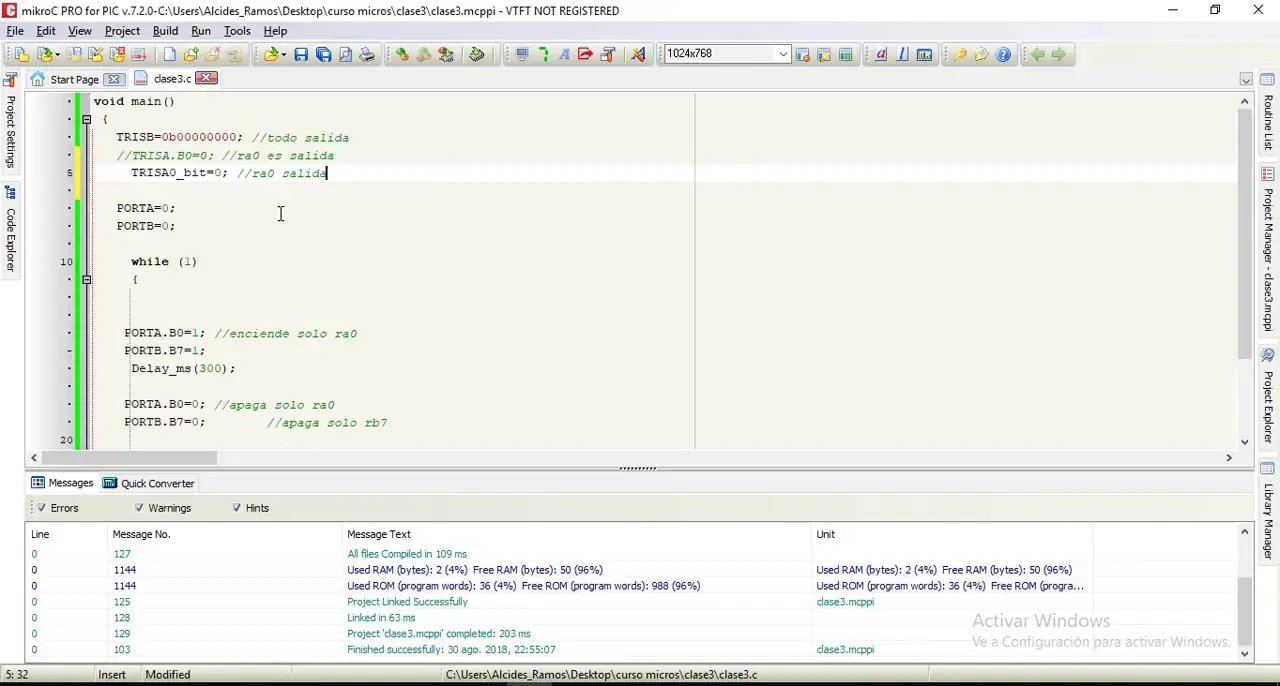 mikroC PRO for PIC v.7.2.0-C:\Users\Alcides_Ramos\Desktop\curso micros\clase3\clase3.mcppi - VTFT NOT REGISTERED
File Edit View Project Build Run Tools Help
1024x768
Start Page clase3.c
Project Settings
Code Explorer
void main()
{
TRISB=0b00000000; //todo salida
//TRISA.B0=0; //ra0 es salida
5 TRISA0_bit=0; //ra0 salida
PORTA=0;
PORTB=0;
10 while (1)
{
PORTA.B0=1; //enciende solo ra0
PORTB.B7=1;
Delay_ms(300);
PORTA.B0=0; //apaga solo ra0
PORTB.B7=0; //apaga solo rb7
20
Routine List
Project Manager - clase3.mcppi
Project Explorer
Library Manager
Messages Quick Converter
Errors Warnings Hints
Line Message No. Message Text Unit
0 127 All files Compiled in 109 ms
0 1144 Used RAM (bytes): 2 (4%) Free RAM (bytes): 50 (96%) Used RAM (bytes): 2 (4%) Free RAM (bytes): 50 (96%)
0 1144 Used ROM (program words): 36 (4%) Free ROM (program words): 988 (96%) Used ROM (program words): 36 (4%) Free ROM (progra...
0 125 Project Linked Successfully clase3.mcppi
0 128 Linked in 63 ms
0 129 Project 'clase3.mcppi' completed: 203 ms
0 103 Finished successfully: 30 ago. 2018, 22:55:07 clase3.mcppi
Activar Windows
Ve a Configuración para activar Windows.
5: 32 Insert Modified C:\Users\Alcides_Ramos\Desktop\curso micros\clase3\clase3.c